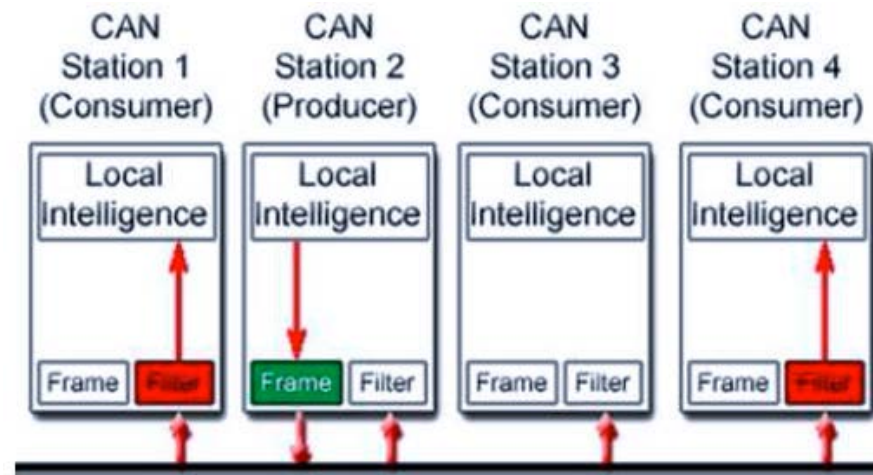 CAN
Station 1
(Consumer)
CAN
Station 2
(Producer)
CAN
Station 3
(Consumer)
CAN
Station 4
(Consumer)
Local
Intelligence
Local
Intelligence
Local
Intelligence
Local
Intelligence
Frame
Filter
Frame
Filter
Frame
Filter
Frame
Filter